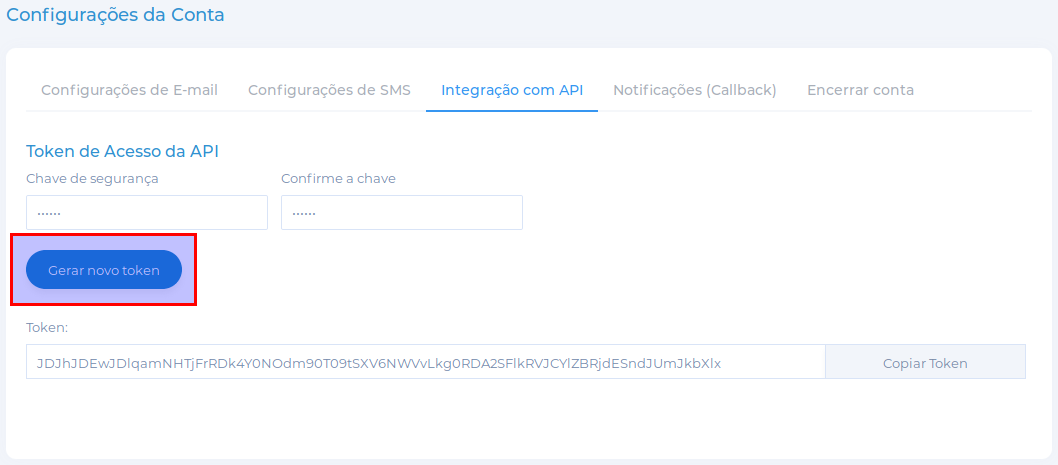 Configurações da Conta
Configurações de E-mail Configurações de SMS Integração com API Notificações (Callback) Encerrar conta
Token de Acesso da API
Chave de segurança Confirme a chave
...... ......
Gerar novo token
Token:
JDJhJDEwJDlqamNHTjFrRDk4Y0NOdm90T09tSXV6NWVvLkg0RDA2SFlkRVJCYlZBRjdESndJUmJkbXlx Copiar Token